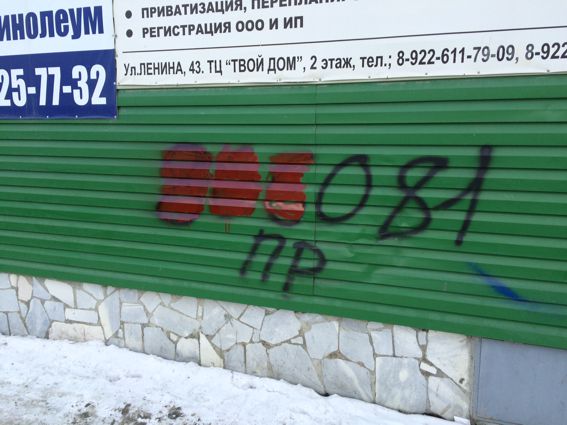 инолеум
25-77-32
• ПРИВАТИЗАЦИЯ,
• РЕГИСТРАЦИЯ ООО И ИП
Ул.ЛЕНИНА, 43. ТЦ "ТВОЙ ДОМ", 2 этаж, тел.; 8-922-611-79-09, 8-922
081
ПР